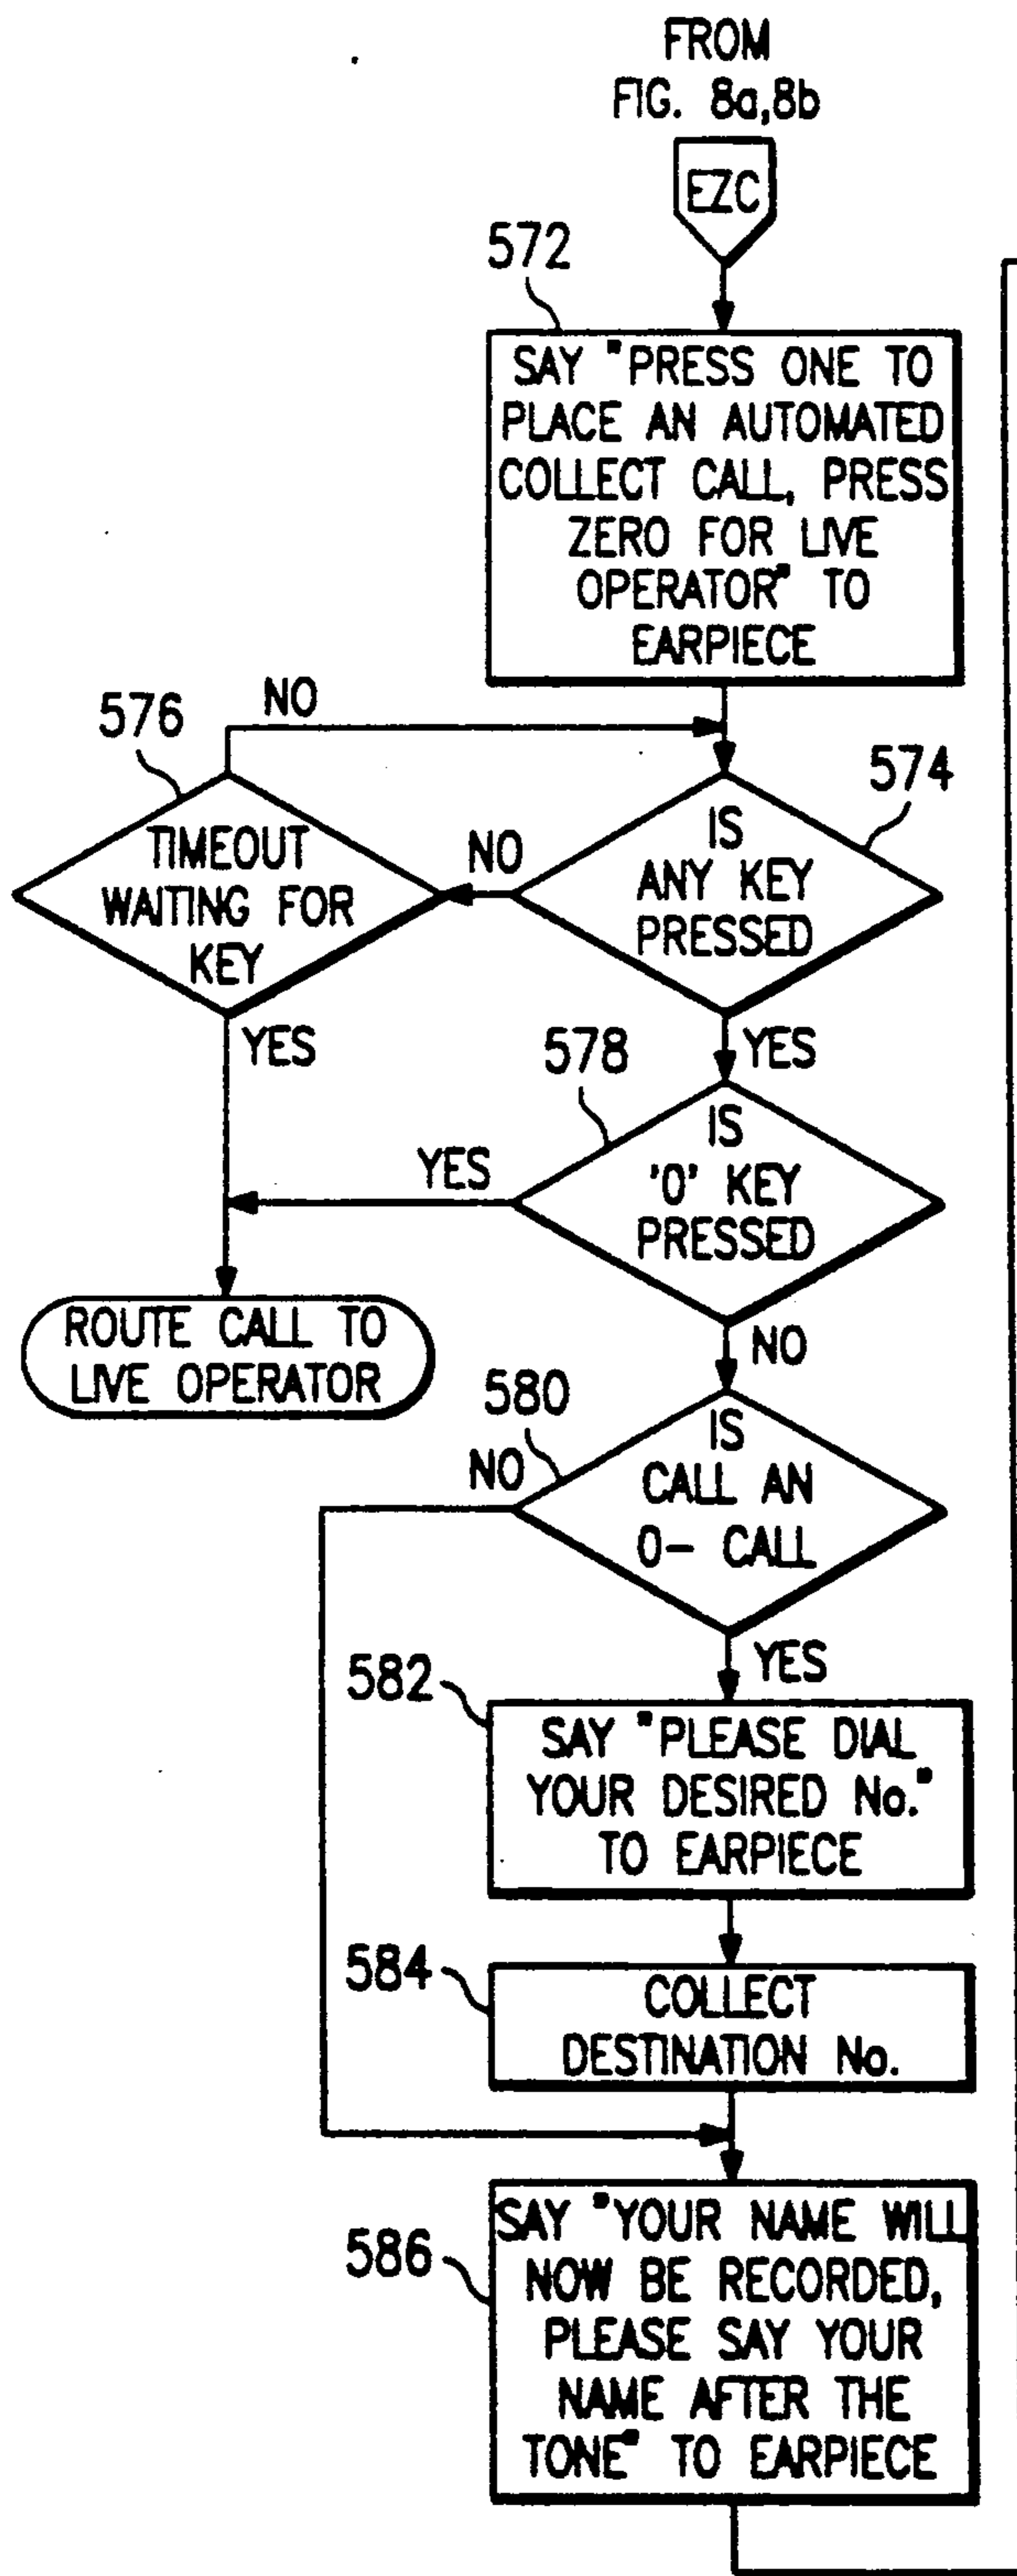 FROM
FIG. 8a,8b
EZC
572
SAY "PRESS ONE TO
PLACE AN AUTOMATED
COLLECT CALL, PRESS
ZERO FOR LIVE
OPERATOR" TO
EARPIECE
576
NO
574
TIMEOUT
WAITING FOR
KEY
NO
IS
ANY KEY
PRESSED
YES
578
YES
YES
IS
'0' KEY
PRESSED
ROUTE CALL TO
LIVE OPERATOR
NO
580
NO
IS
CALL AN
0- CALL
582
YES
SAY "PLEASE DIAL
YOUR DESIRED No."
TO EARPIECE
584
COLLECT
DESTINATION No.
586
SAY "YOUR NAME WILL
NOW BE RECORDED,
PLEASE SAY YOUR
NAME AFTER THE
TONE" TO EARPIECE